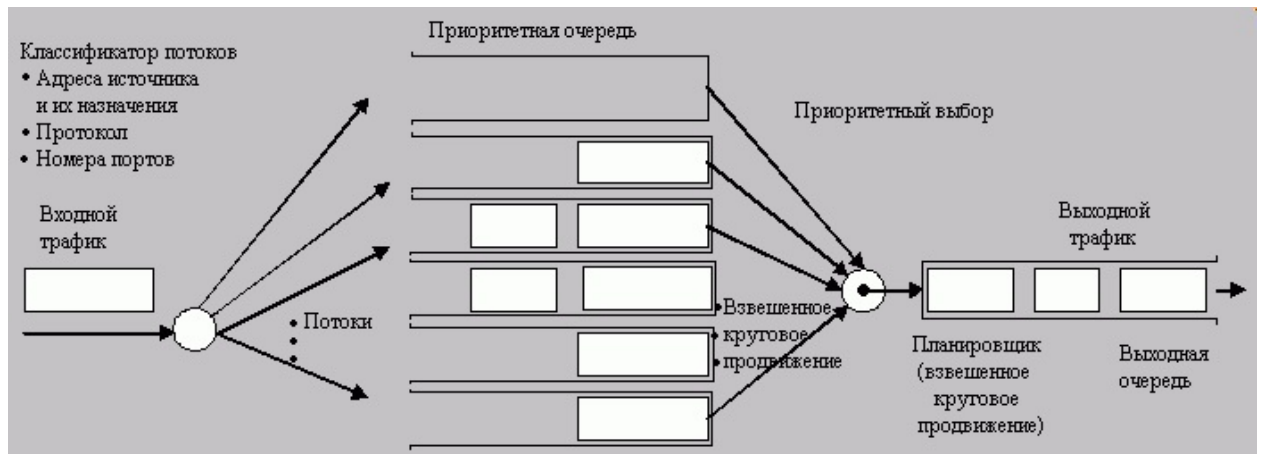 Приоритетная очередь
Классификатор потоков
• Адреса источника
и их назначения
• Протокол
• Номера портов
Приоритетный выбор
Входной
трафик
Выходной
трафик
• Потоки
•
•
• Взвешенное
• круговое
• продвижение
Планировщик
(взвешенное
круговое
продвижение)
Выходная
очередь